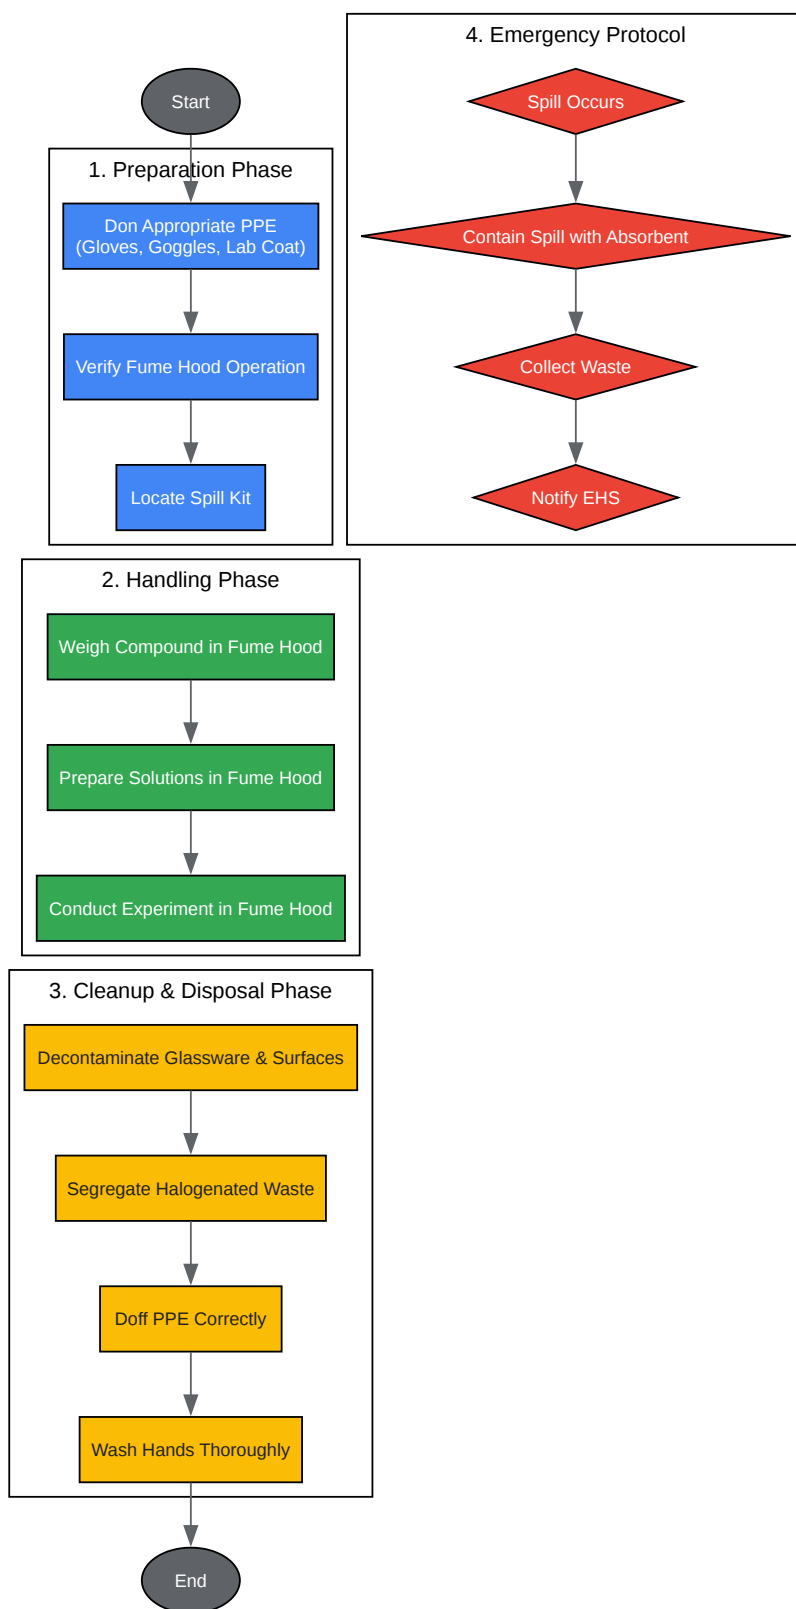 Start
1. Preparation Phase
Don Appropriate PPE
(Gloves, Goggles, Lab Coat)
Verify Fume Hood Operation
Locate Spill Kit
4. Emergency Protocol
Spill Occurs
Contain Spill with Absorbent
Collect Waste
Notify EHS
2. Handling Phase
Weigh Compound in Fume Hood
Prepare Solutions in Fume Hood
Conduct Experiment in Fume Hood
3. Cleanup & Disposal Phase
Decontaminate Glassware & Surfaces
Segregate Halogenated Waste
Doff PPE Correctly
Wash Hands Thoroughly
End